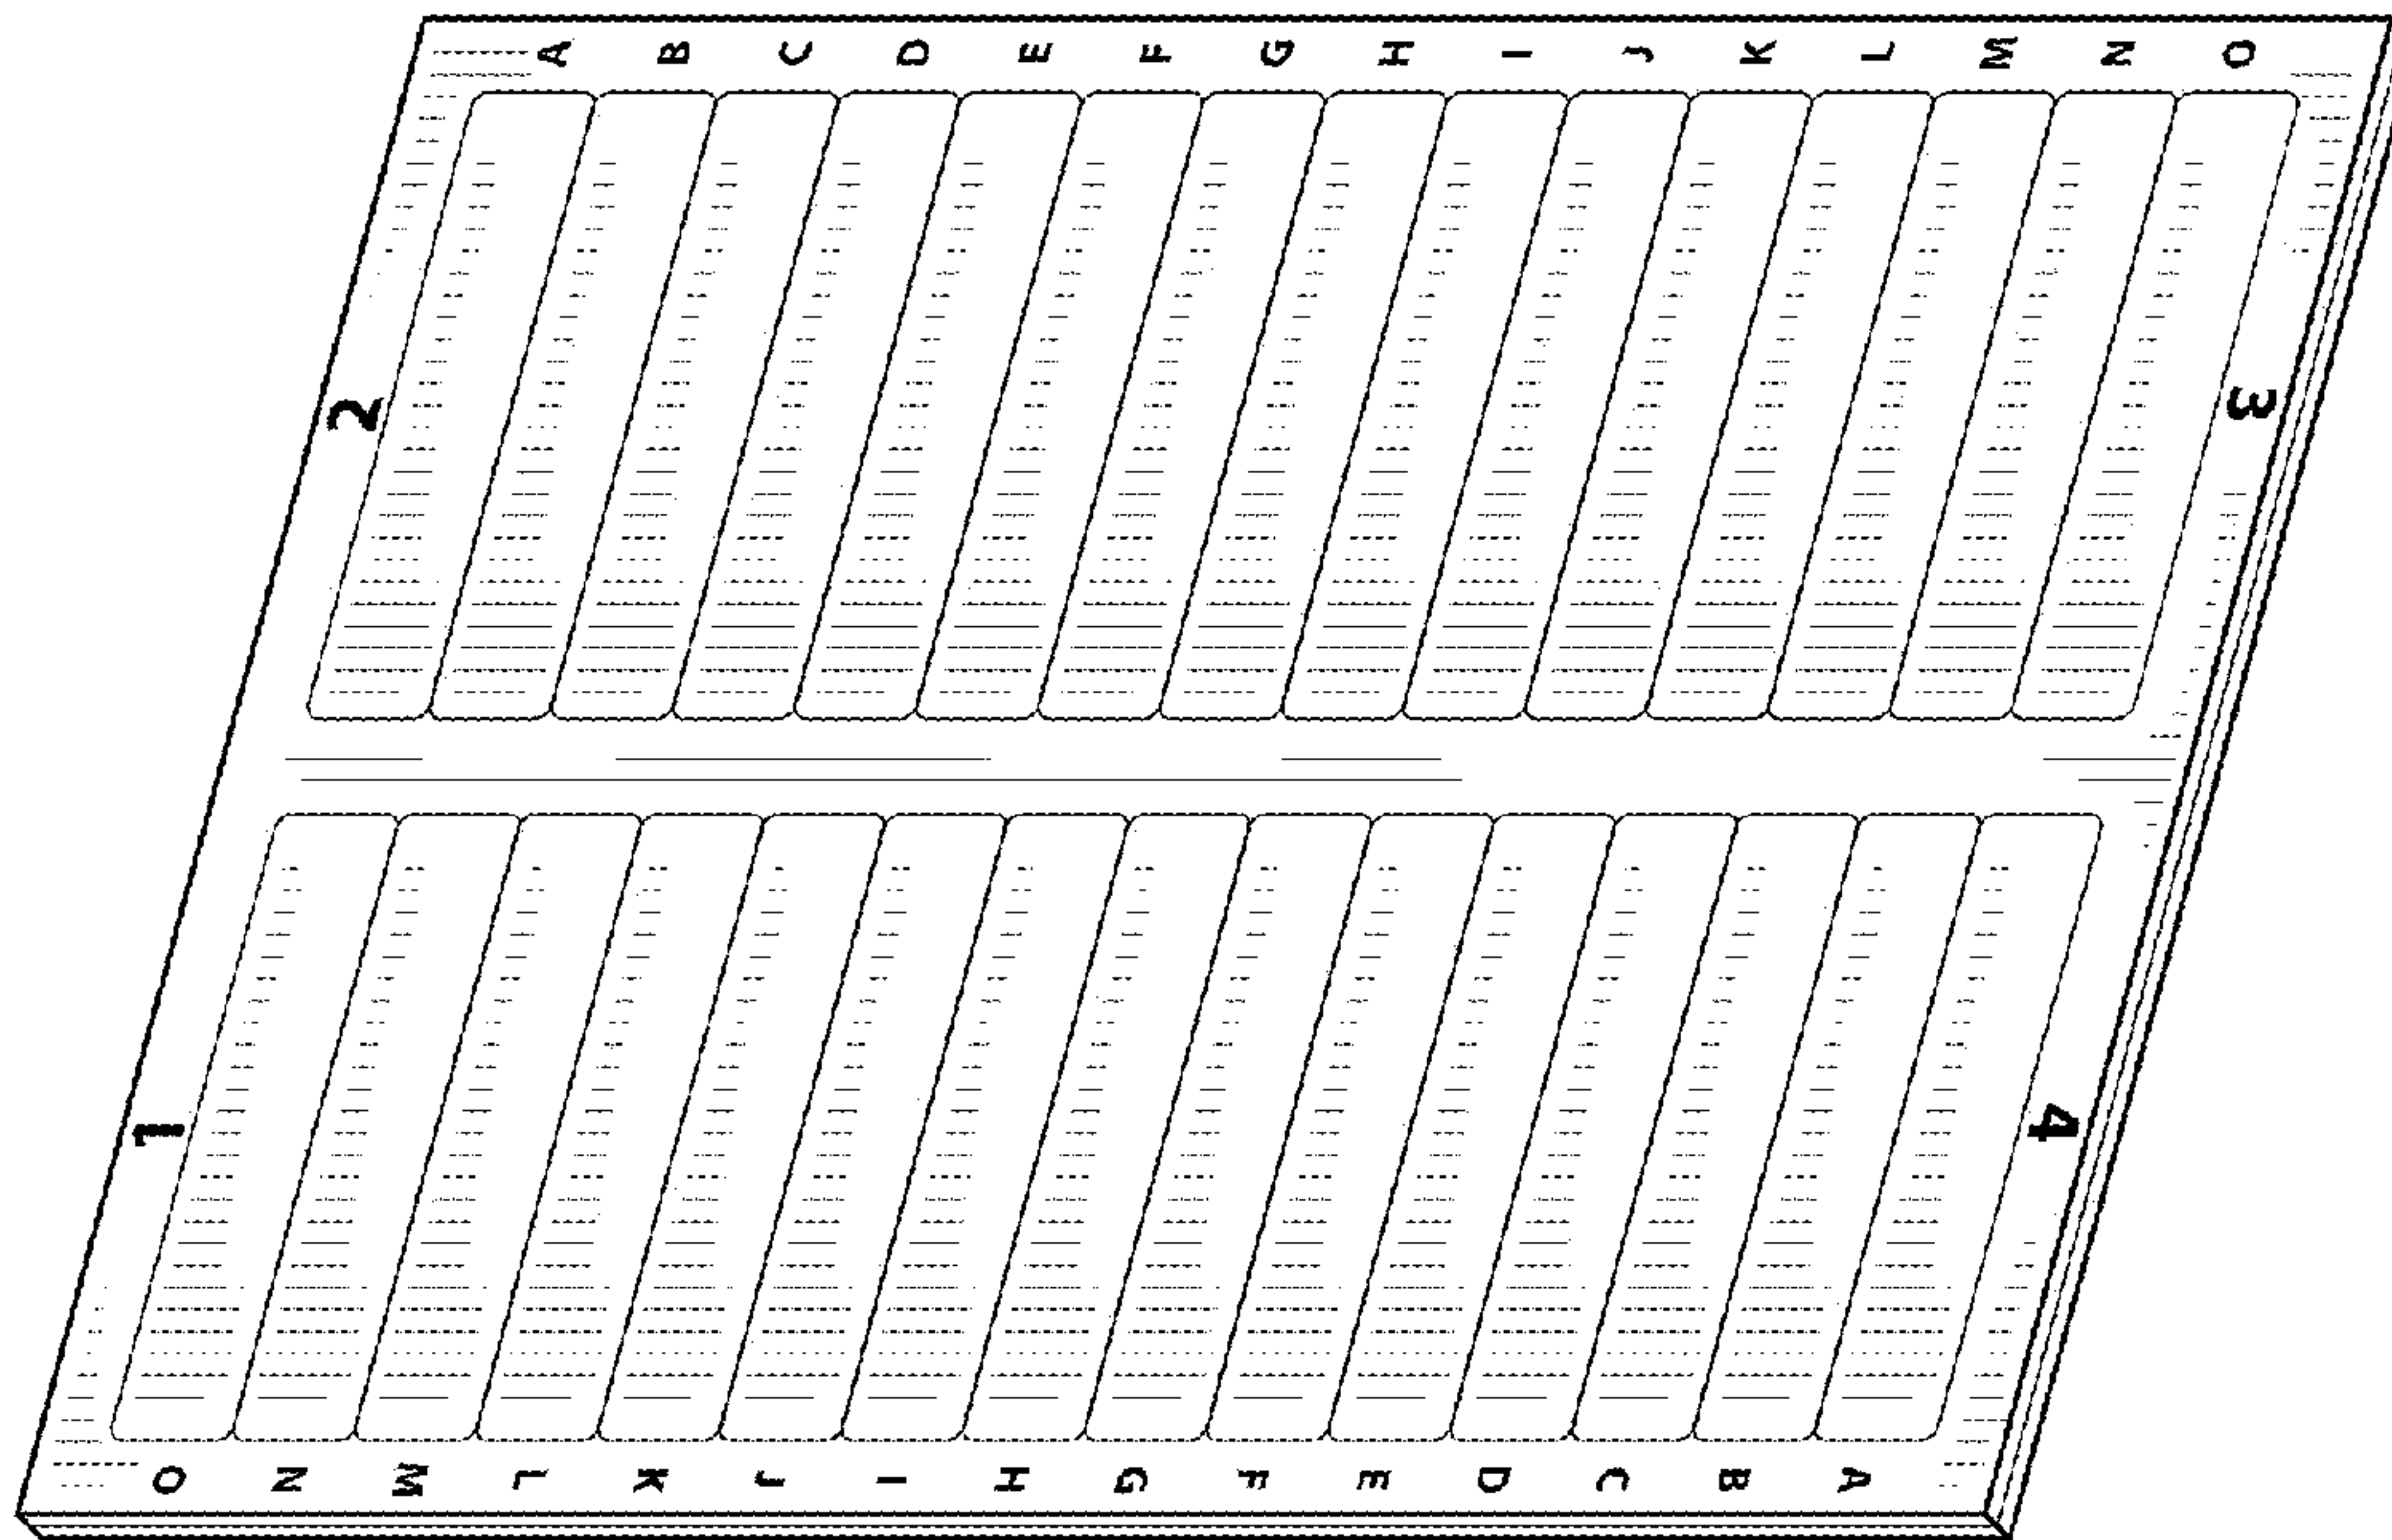 A B C D E F G H I J K L M N O
2 3
1 4
O N M L K J I H G F E D C B A